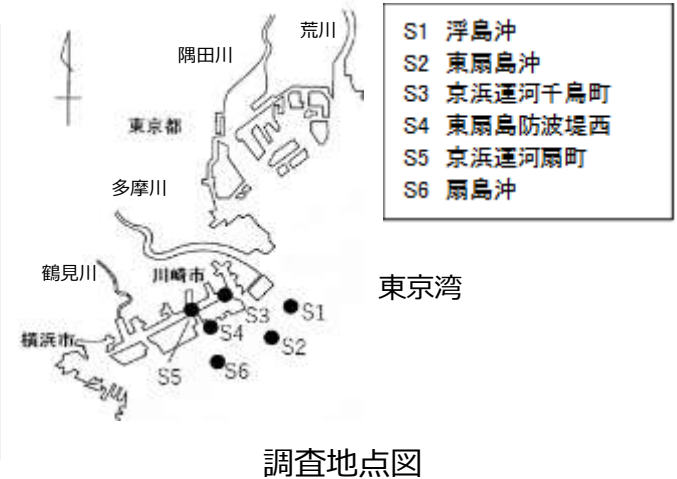 荒川
隅田川
東京都
多摩川
鶴見川
川崎市
横浜市
東京湾
S1
S2
S3
S4
S5
S6
S1 浮島沖
S2 東扇島沖
S3 京浜運河千鳥町
S4 東扇島防波堤西
S5 京浜運河扇町
S6 扇島沖
調査地点図